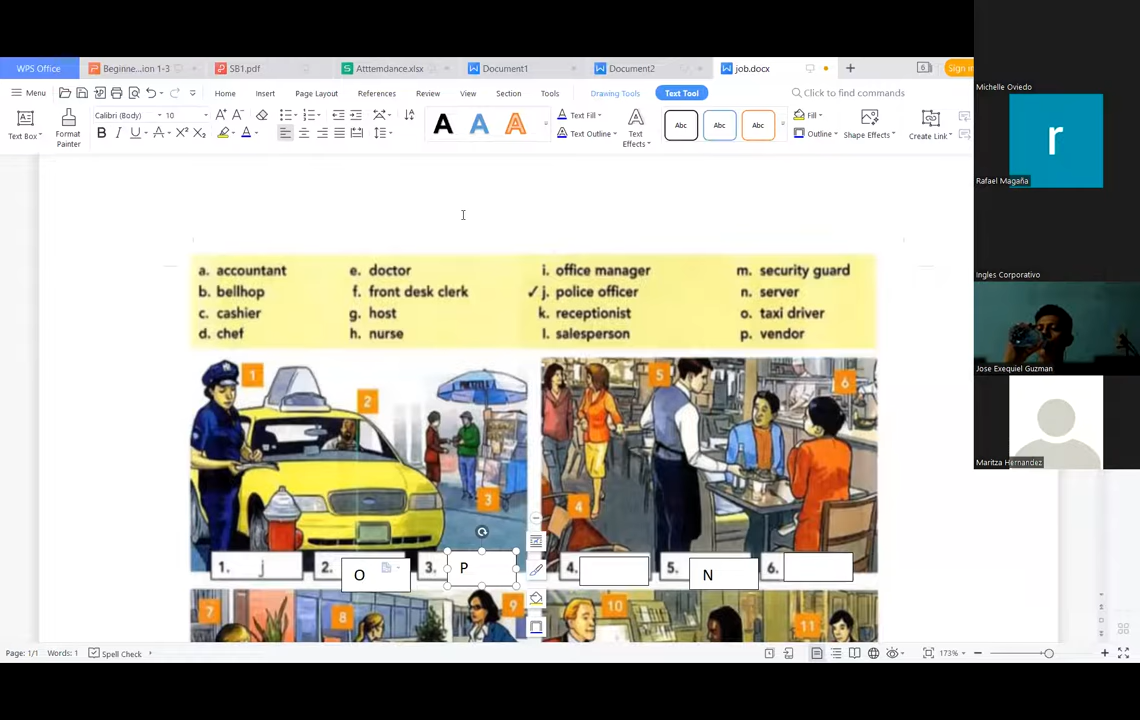 Michelle Oviedo
WPS Office
Beginne...ion 1-3
SB1.pdf
Atttemdance.xlsx
Document1
Document2
job.docx
Sign in
Menu
Home
Insert
Page Layout
References
Review
View
Section
Tools
Drawing Tools
Text Tool
Click to find commands
Text Box
Format
Painter
Calibri (Body)
10
Text Fill
Text Outline
Text
Effects
Abc
Abc
Abc
Fill
Outline
Shape Effects
Create Link
r
Rafael Magaña
Ingles Corporativo
Jose Exequiel Guzman
Maritza Hernandez
a. accountant e. doctor i. office manager m. security guard
b. bellhop f. front desk clerk ✓ j. police officer n. server
c. cashier g. host k. receptionist o. taxi driver
d. chef h. nurse l. salesperson p. vendor
1 2 5 6
PRETZELS
3 4
1. j 2. O 3. P 4. 5. N 6.
7 8 9 10 11
Page: 1/1 Words: 1 Spell Check 173%